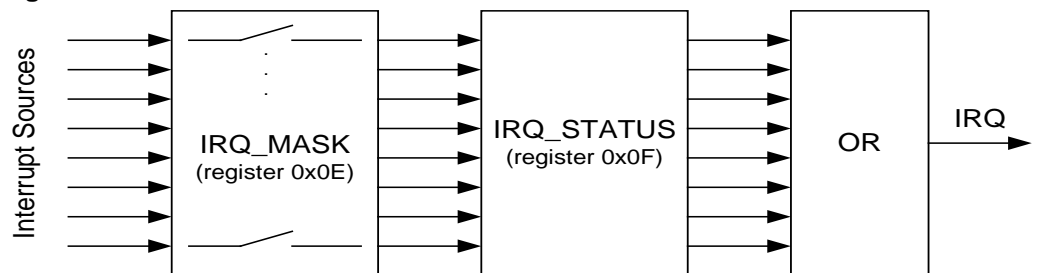 Interrupt Sources
IRQ_MASK
(register 0x0E)
IRQ_STATUS
(register 0x0F)
OR
IRQ